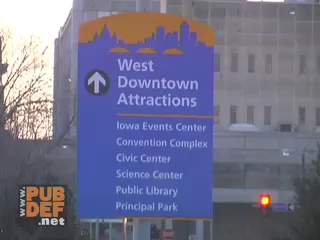 West
Downtown
Attractions
Iowa Events Center
Convention Complex
Civic Center
Science Center
Public Library
Principal Park
www.
PUB
DEF
.net